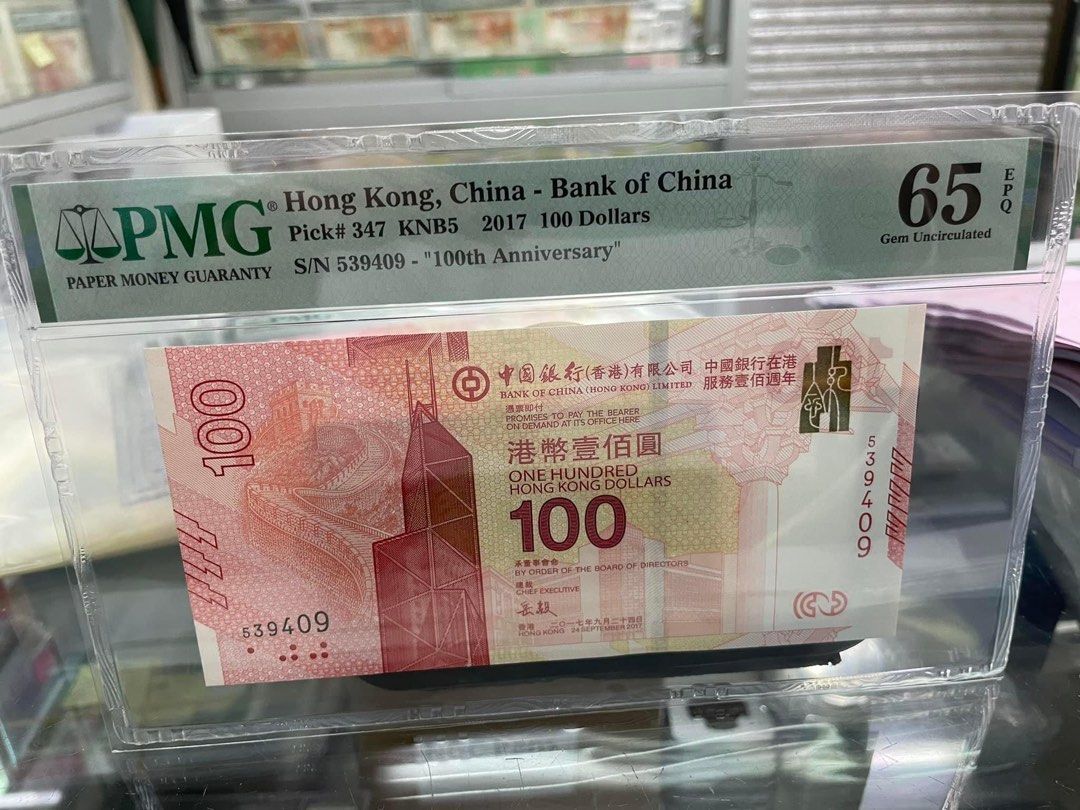 PMG®
PAPER MONEY GUARANTY
Hong Kong, China - Bank of China
Pick# 347 KNB5 2017 100 Dollars
S/N 539409 - "100th Anniversary"
65
EPQ
Gem Uncirculated
100
中國銀行(香港)有限公司
BANK OF CHINA (HONG KONG) LIMITED
中國銀行在港
服務壹佰週年
憑票即付
PROMISES TO PAY THE BEARER
ON DEMAND AT ITS OFFICE HERE
港幣壹佰圓
ONE HUNDRED
HONG KONG DOLLARS
100
承董事會命
BY ORDER OF THE BOARD OF DIRECTORS
總裁
CHIEF EXECUTIVE
岳毅
香港 二〇一七年九月二十四日
HONG KONG 24 SEPTEMBER 2017
539409
539409